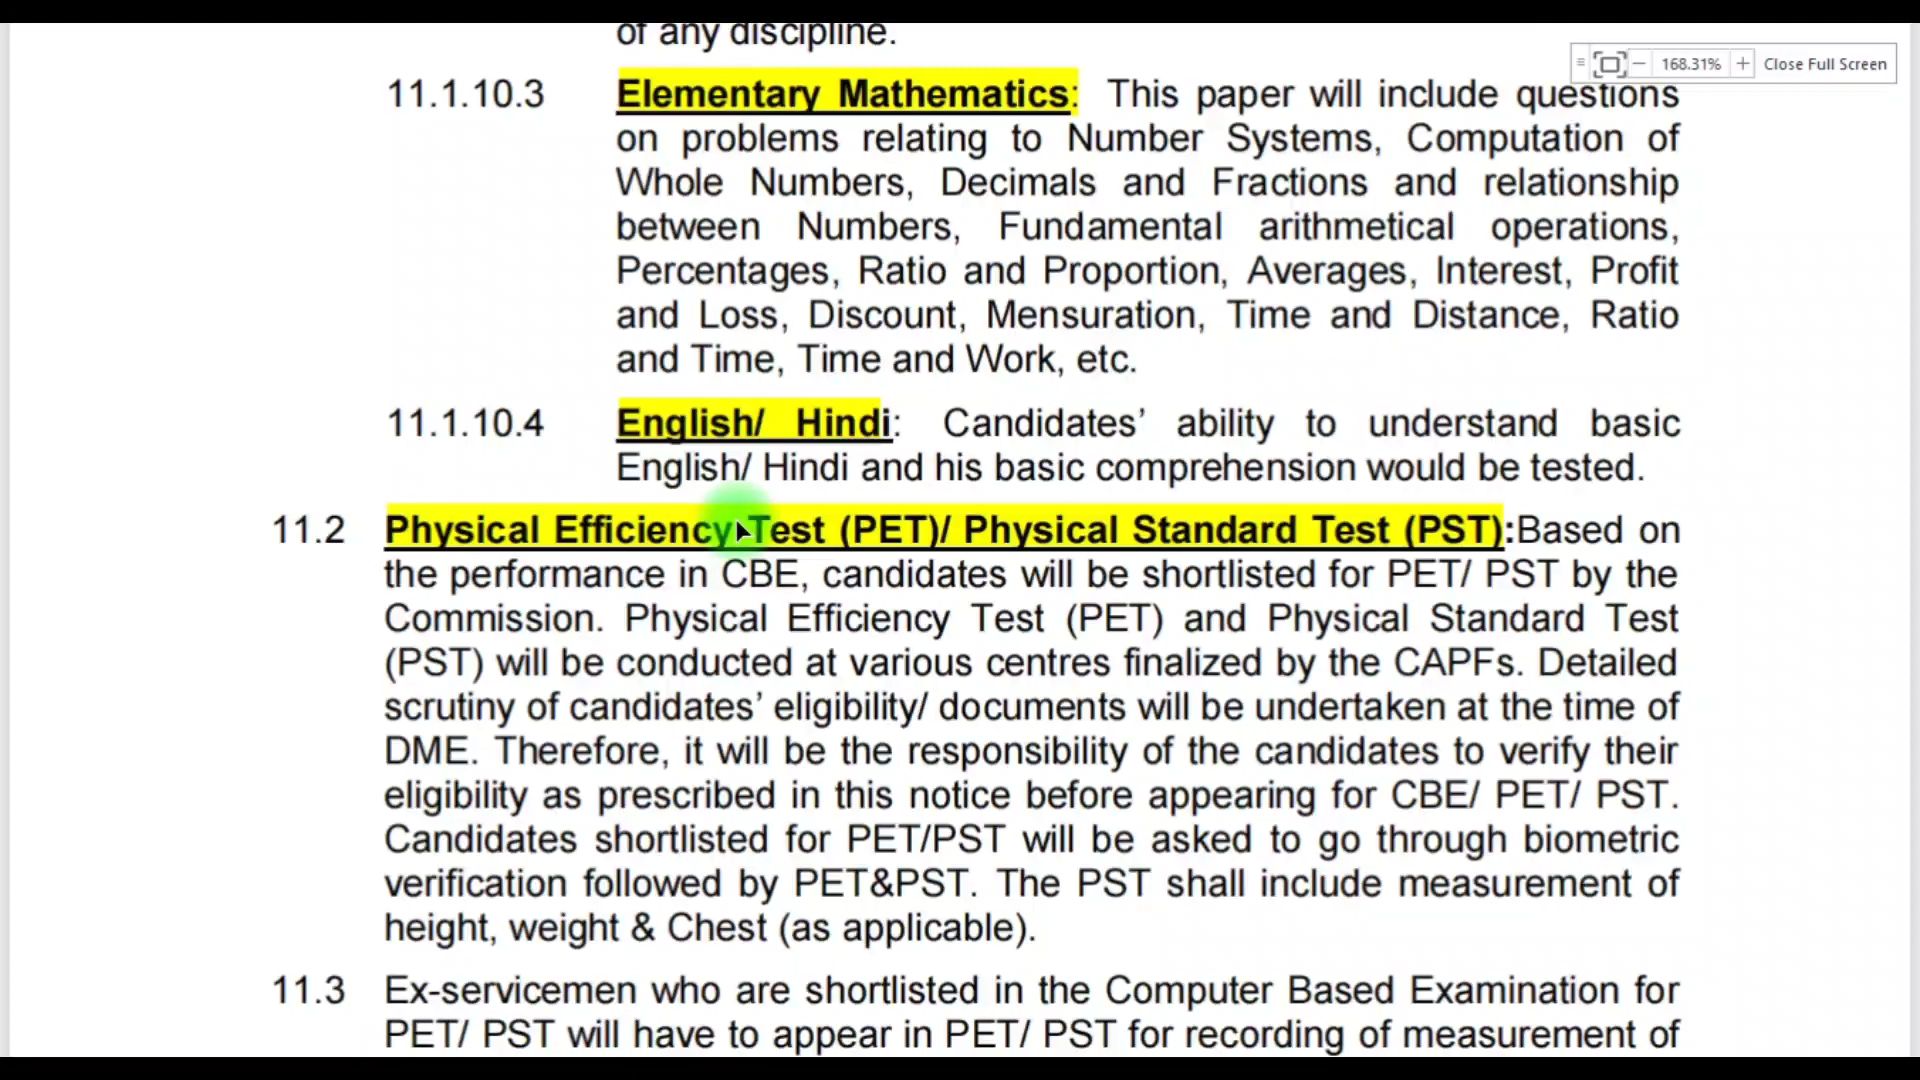 of any discipline.
168.31% Close Full Screen
11.1.10.3 Elementary Mathematics: This paper will include questions
on problems relating to Number Systems, Computation of
Whole Numbers, Decimals and Fractions and relationship
between Numbers, Fundamental arithmetical operations,
Percentages, Ratio and Proportion, Averages, Interest, Profit
and Loss, Discount, Mensuration, Time and Distance, Ratio
and Time, Time and Work, etc.
11.1.10.4 English/ Hindi: Candidates’ ability to understand basic
English/ Hindi and his basic comprehension would be tested.
11.2 Physical Efficiency Test (PET)/ Physical Standard Test (PST):Based on
the performance in CBE, candidates will be shortlisted for PET/ PST by the
Commission. Physical Efficiency Test (PET) and Physical Standard Test
(PST) will be conducted at various centres finalized by the CAPFs. Detailed
scrutiny of candidates’ eligibility/ documents will be undertaken at the time of
DME. Therefore, it will be the responsibility of the candidates to verify their
eligibility as prescribed in this notice before appearing for CBE/ PET/ PST.
Candidates shortlisted for PET/PST will be asked to go through biometric
verification followed by PET&PST. The PST shall include measurement of
height, weight & Chest (as applicable).
11.3 Ex-servicemen who are shortlisted in the Computer Based Examination for
PET/ PST will have to appear in PET/ PST for recording of measurement of